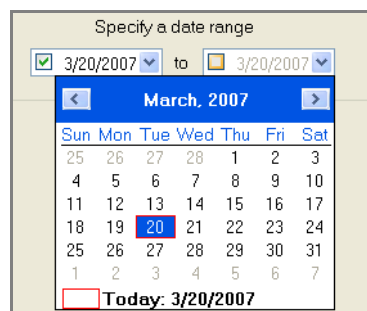 Specify a date range
3/20/2007 to 3/20/2007
March, 2007
Sun Mon Tue Wed Thu Fri Sat
25 26 27 28 1 2 3
4 5 6 7 8 9 10
11 12 13 14 15 16 17
18 19 20 21 22 23 24
25 26 27 28 29 30 31
1 2 3 4 5 6 7
Today: 3/20/2007